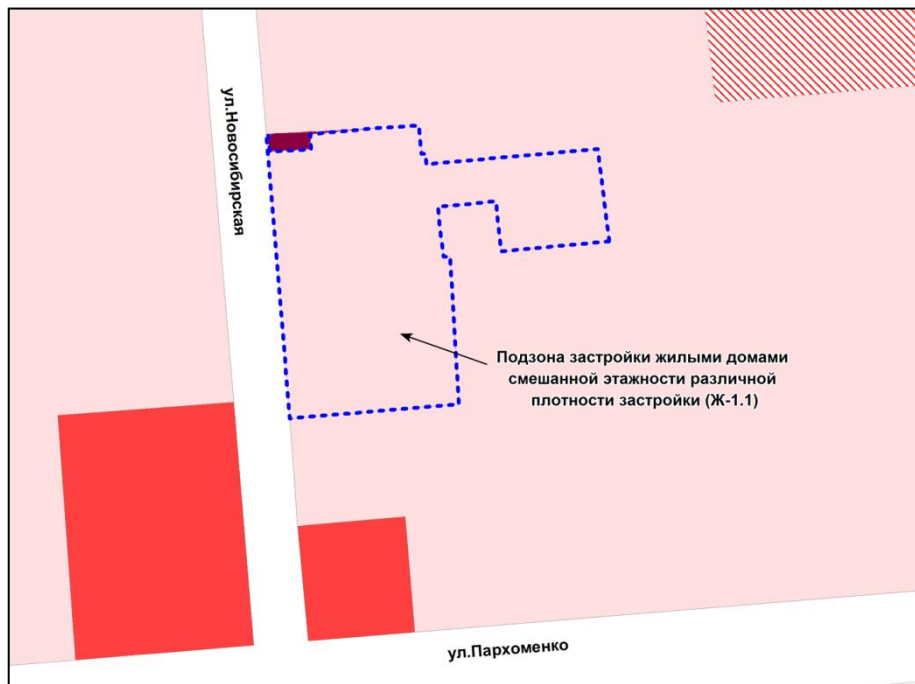 ул.Новосибирская
Подзона застройки жилыми домами
смешанной этажности различной
плотности застройки (Ж-1.1)
ул.Пархоменко